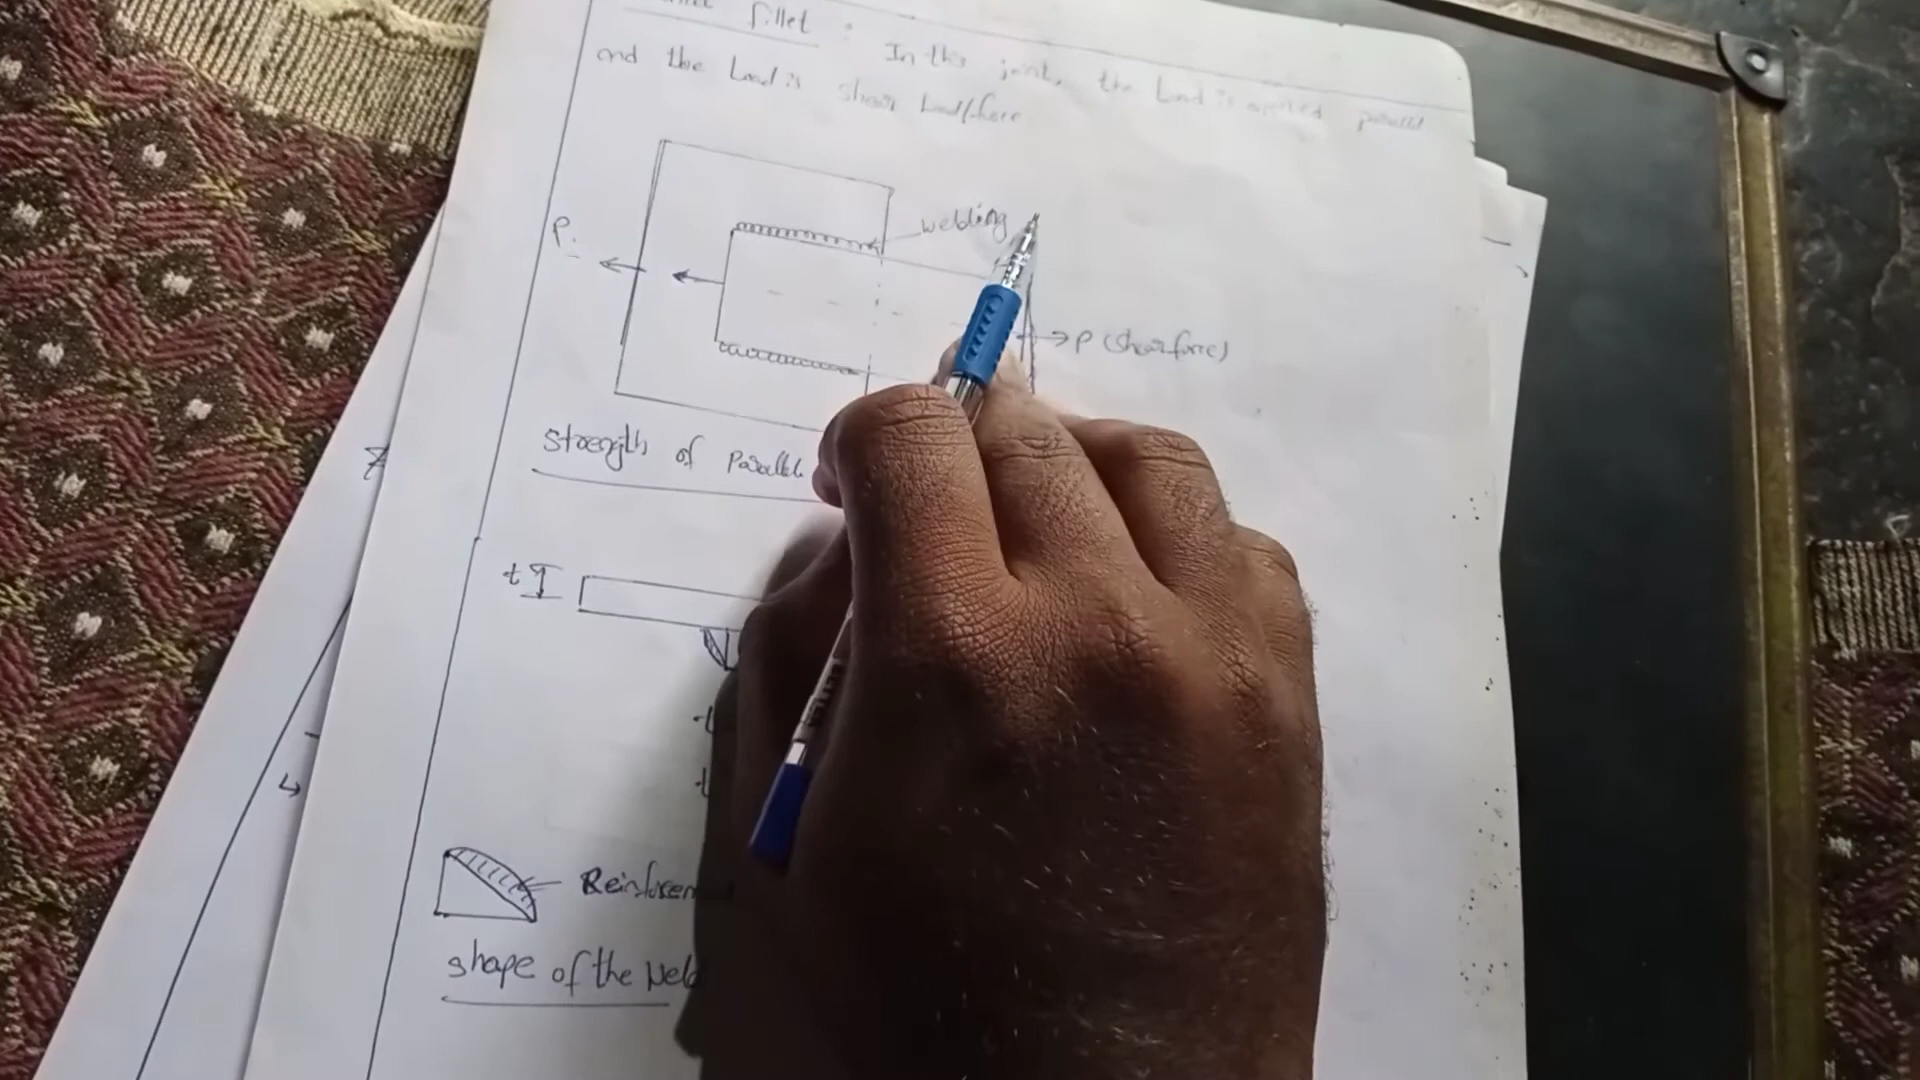 fillet : In this joint, the Load is applied parallel
and the Load is shear Load/force
welding
P
P (Shear force)
Strength of Parallel
t
t
t
Reinforcem
shape of the Weld